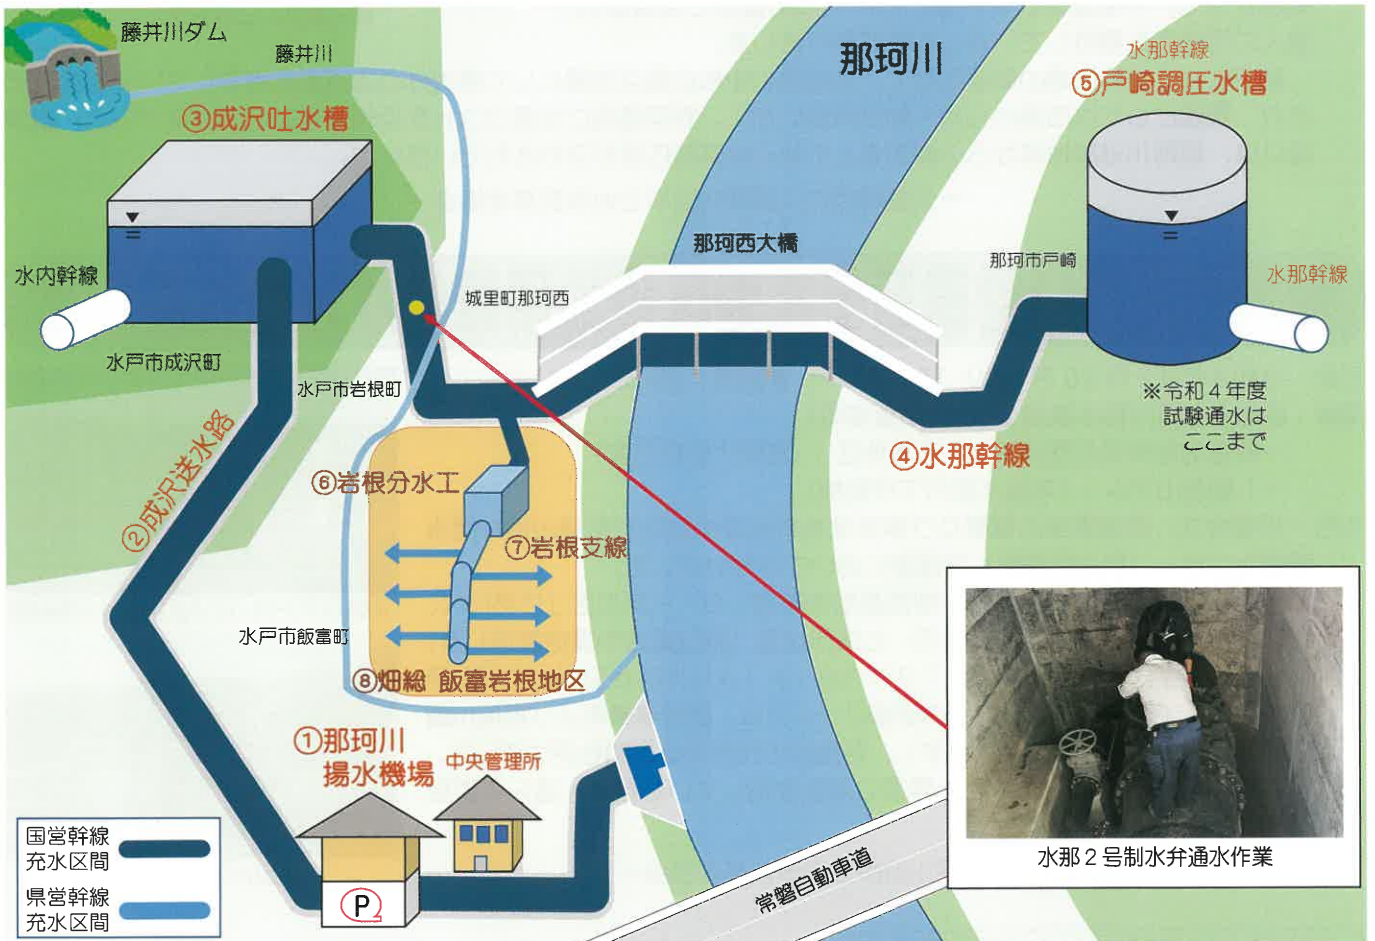 藤井川ダム
藤井川
那珂川
水那幹線
⑤戸崎調圧水槽
③成沢吐水槽
那珂西大橋
那珂市戸崎
水内幹線
城里町那珂西
水那幹線
水戸市成沢町
水戸市岩根町
※令和４年度
試験通水は
ここまで
②成沢送水路
④水那幹線
⑥岩根分水工
⑦岩根支線
水戸市飯富町
⑧畑総 飯富岩根地区
①那珂川
揚水機場
中央管理所
P
国営幹線
充水区間
県営幹線
充水区間
常磐自動車道
水那２号制水弁通水作業